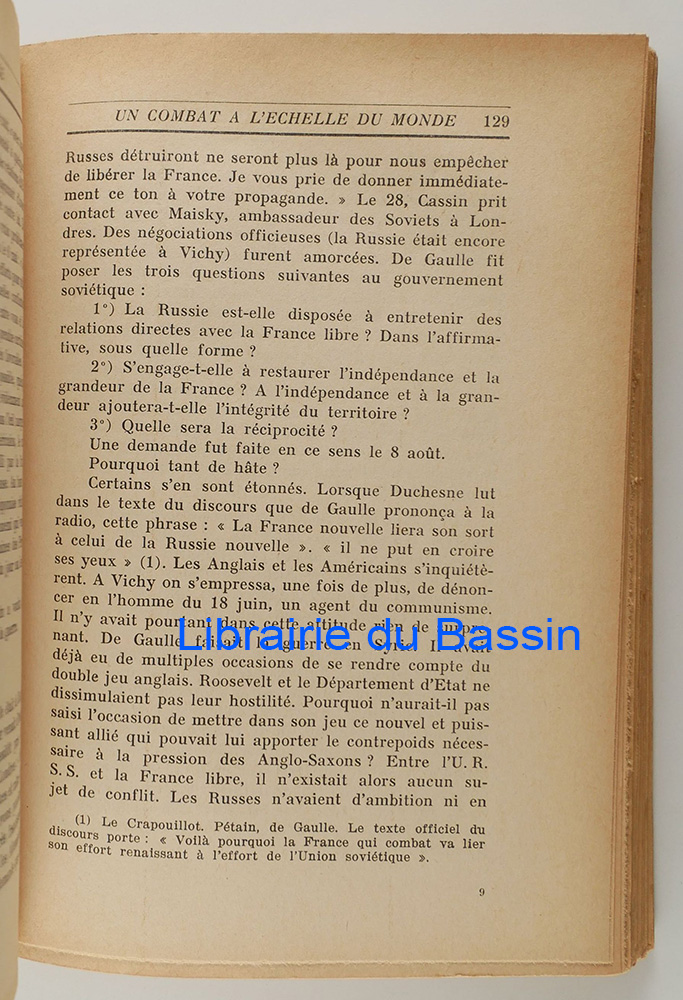 UN COMBAT A L'ECHELLE DU MONDE 129
Russes détruiront ne seront plus là pour nous empêcher
de libérer la France. Je vous prie de donner immédiate-
ment ce ton à votre propagande. » Le 28, Cassin prit
contact avec Maisky, ambassadeur des Soviets à Lon-
dres. Des négociations officieuses (la Russie était encore
représentée à Vichy) furent amorcées. De Gaulle fit
poser les trois questions suivantes au gouvernement
soviétique :
1°) La Russie est-elle disposée à entretenir des
relations directes avec la France libre ? Dans l'affirma-
tive, sous quelle forme ?
2°) S'engage-t-elle à restaurer l'indépendance et la
grandeur de la France ? A l'indépendance et à la gran-
deur ajoutera-t-elle l'intégrité du territoire ?
3°) Quelle sera la réciprocité ?
Une demande fut faite en ce sens le 8 août.
Pourquoi tant de hâte ?
Certains s'en sont étonnés. Lorsque Duchesne lut
dans le texte du discours que de Gaulle prononça à la
radio, cette phrase : « La France nouvelle liera son sort
à celui de la Russie nouvelle ». « il ne put en croire
ses yeux » (1). Les Anglais et les Américains s'inquiétè-
rent. A Vichy on s'empressa, une fois de plus, de dénon-
cer en l'homme du 18 juin, un agent du communisme.
Il n'y avait pourtant dans cette attitude rien de surpre-
nant. De Gaulle faisait la guerre en Syrie. Il avait
Librairie du Bassin
déjà eu de multiples occasions de se rendre compte du
double jeu anglais. Roosevelt et le Département d'Etat ne
dissimulaient pas leur hostilité. Pourquoi n'aurait-il pas
saisi l'occasion de mettre dans son jeu ce nouvel et puis-
sant allié qui pouvait lui apporter le contrepoids néces-
saire à la pression des Anglo-Saxons ? Entre l'U. R.
S. S. et la France libre, il n'existait alors aucun su-
jet de conflit. Les Russes n'avaient d'ambition ni en
(1) Le Crapouillot. Pétain, de Gaulle. Le texte officiel du
discours porte : « Voilà pourquoi la France qui combat va lier
son effort renaissant à l'effort de l'Union soviétique ».
9